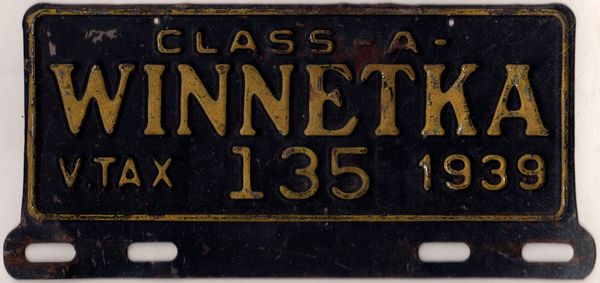 CLASS - A -
WINNETKA
V. TAX 135 1939